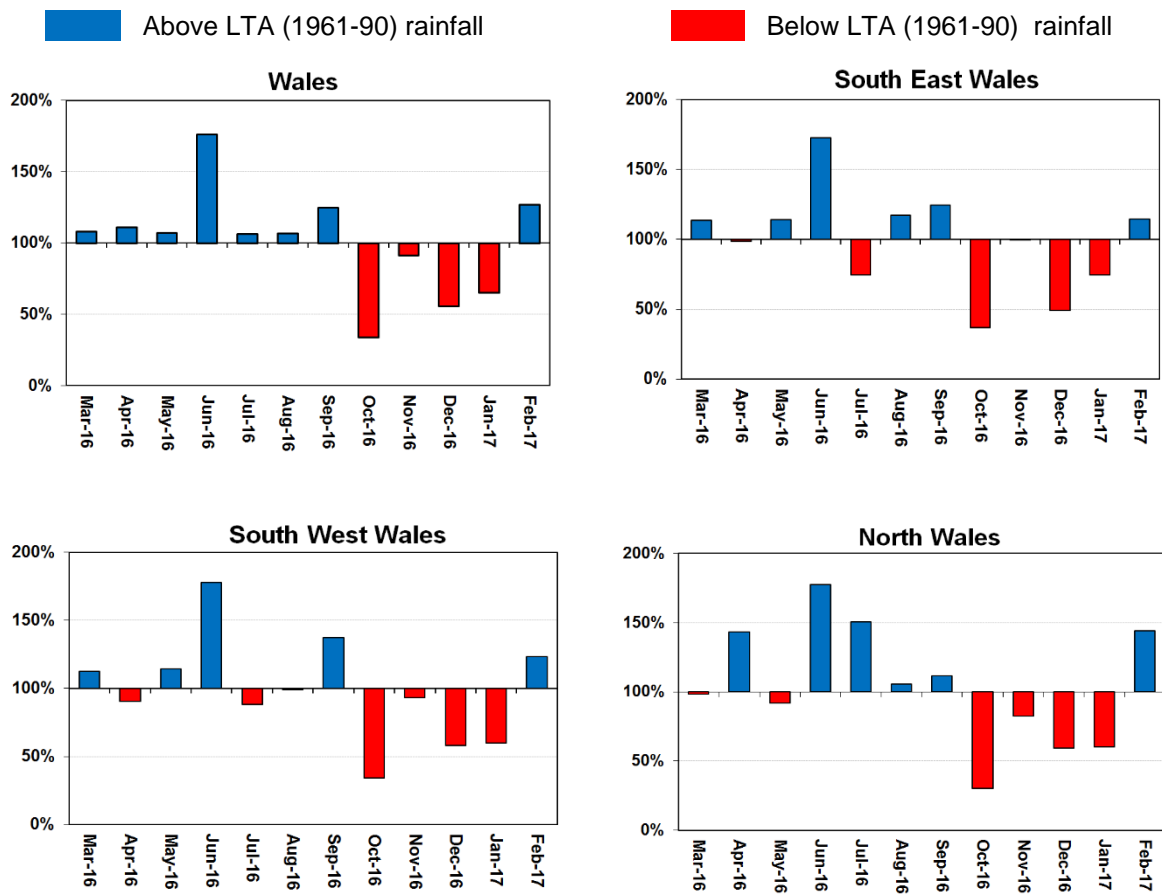 Above LTA (1961-90) rainfall
Below LTA (1961-90) rainfall
Wales
200%
150%
100%
50%
0%
Mar-16
Apr-16
May-16
Jun-16
Jul-16
Aug-16
Sep-16
Oct-16
Nov-16
Dec-16
Jan-17
Feb-17
South East Wales
200%
150%
100%
50%
0%
Mar-16
Apr-16
May-16
Jun-16
Jul-16
Aug-16
Sep-16
Oct-16
Nov-16
Dec-16
Jan-17
Feb-17
South West Wales
200%
150%
100%
50%
0%
Mar-16
Apr-16
May-16
Jun-16
Jul-16
Aug-16
Sep-16
Oct-16
Nov-16
Dec-16
Jan-17
Feb-17
North Wales
200%
150%
100%
50%
0%
Mar-16
Apr-16
May-16
Jun-16
Jul-16
Aug-16
Sep-16
Oct-16
Nov-16
Dec-16
Jan-17
Feb-17